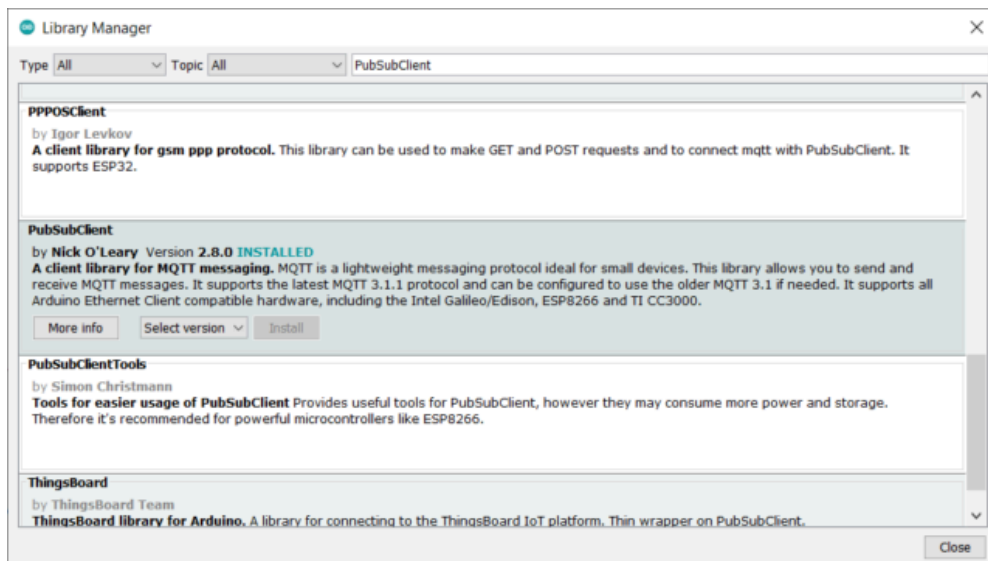 Library Manager
Type All Topic All PubSubClient
PPPOSClient
by Igor Levkov
A client library for gsm ppp protocol. This library can be used to make GET and POST requests and to connect mqtt with PubSubClient. It
supports ESP32.
PubSubClient
by Nick O'Leary Version 2.8.0 INSTALLED
A client library for MQTT messaging. MQTT is a lightweight messaging protocol ideal for small devices. This library allows you to send and
receive MQTT messages. It supports the latest MQTT 3.1.1 protocol and can be configured to use the older MQTT 3.1 if needed. It supports all
Arduino Ethernet Client compatible hardware, including the Intel Galileo/Edison, ESP8266 and TI CC3000.
More info Select version Install
PubSubClientTools
by Simon Christmann
Tools for easier usage of PubSubClient Provides useful tools for PubSubClient, however they may consume more power and storage.
Therefore it's recommended for powerful microcontrollers like ESP8266.
ThingsBoard
by ThingsBoard Team
ThingsBoard library for Arduino. A library for connecting to the ThingsBoard IoT platform. Thin wrapper on PubSubClient.
Close